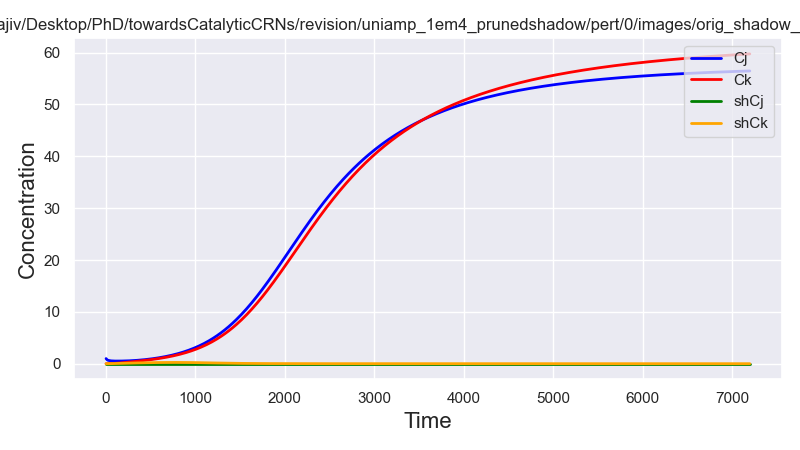 ajiv/Desktop/PhD/towardsCatalyticCRNs/revision/uniamp_1em4_prunedshadow/pert/0/images/orig_shadow_
60
50
40
30
20
10
0
Concentration
Cj
Ck
shCj
shCk
0 1000 2000 3000 4000 5000 6000 7000
Time